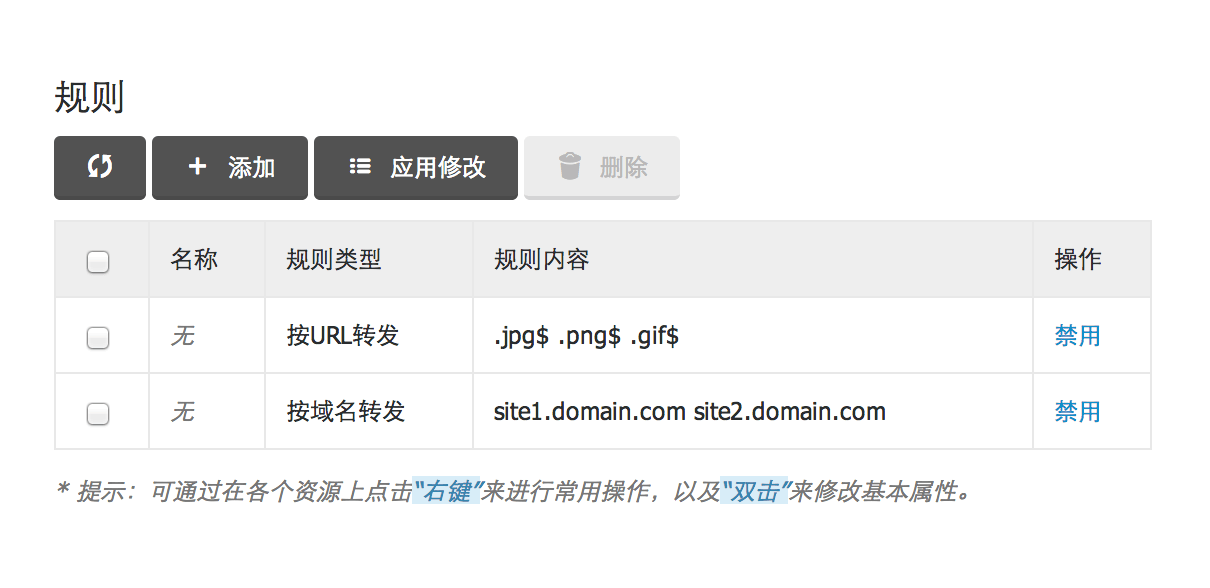 规则
添加 应用修改 删除
名称 规则类型 规则内容 操作
无 按URL转发 .jpg$ .png$ .gif$ 禁用
无 按域名转发 site1.domain.com site2.domain.com 禁用
* 提示：可通过在各个资源上点击“右键”来进行常用操作，以及“双击”来修改基本属性。